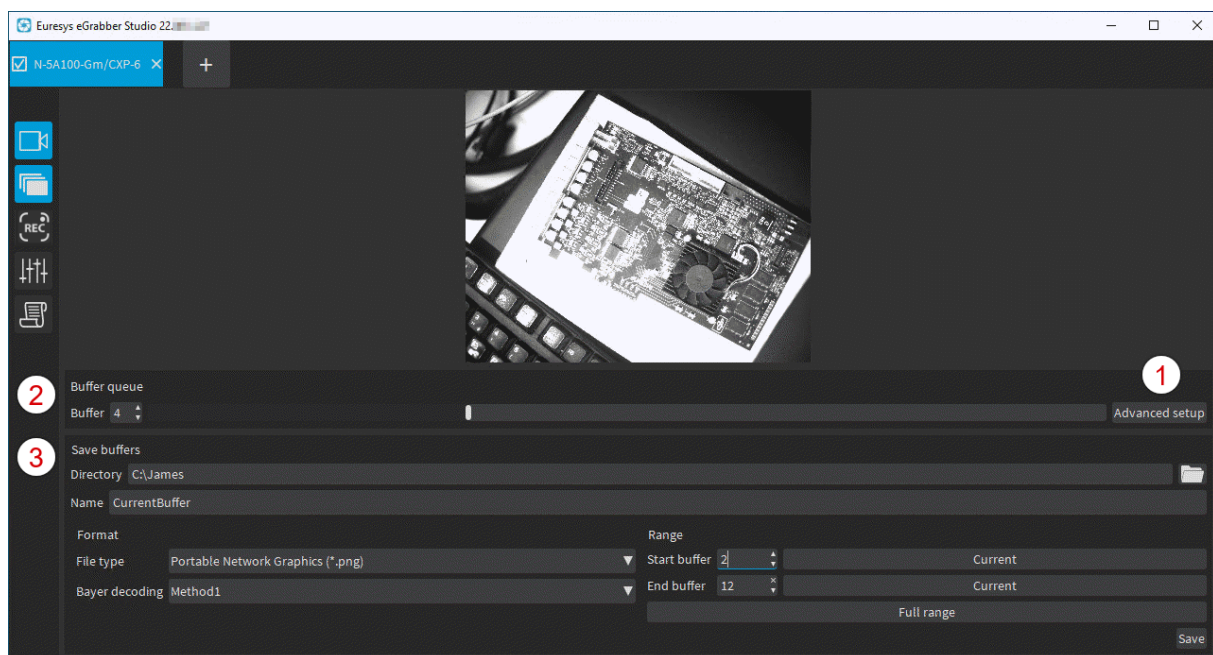 Euresys eGrabber Studio 22.
N-5A100-Gm/CXP-6
REC
1
2
Buffer queue
Buffer 4 Advanced setup
3
Save buffers
Directory C:\James
Name CurrentBuffer
Format Range
File type Portable Network Graphics (*.png) Start buffer 2 Current
Bayer decoding Method1 End buffer 12 Current
Full range
Save